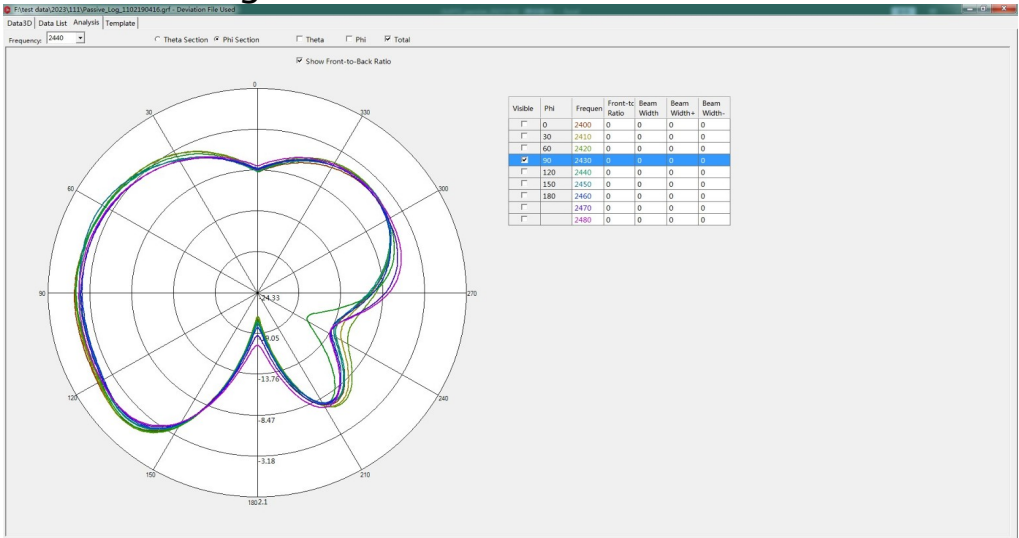 F:\test data\2023\111\Passive_Log_1102190416.grf - Deviation File Used
Data3D Data List Analysis Template
Frequency: 2440 Theta Section Phi Section Theta Phi Total
Show Front-to-Back Ratio
0
30 330
60 300
90 270
120 240
150 210
180
-24.33
-13.76
-8.47
-3.18
2.1
Visible Phi Frequen Front-to Ratio Beam Width Beam Width+ Beam Width-
0 2400 0 0 0 0
30 2410 0 0 0 0
60 2420 0 0 0 0
90 2430 0 0 0 0
120 2440 0 0 0 0
150 2450 0 0 0 0
180 2460 0 0 0 0
2470 0 0 0 0
2480 0 0 0 0